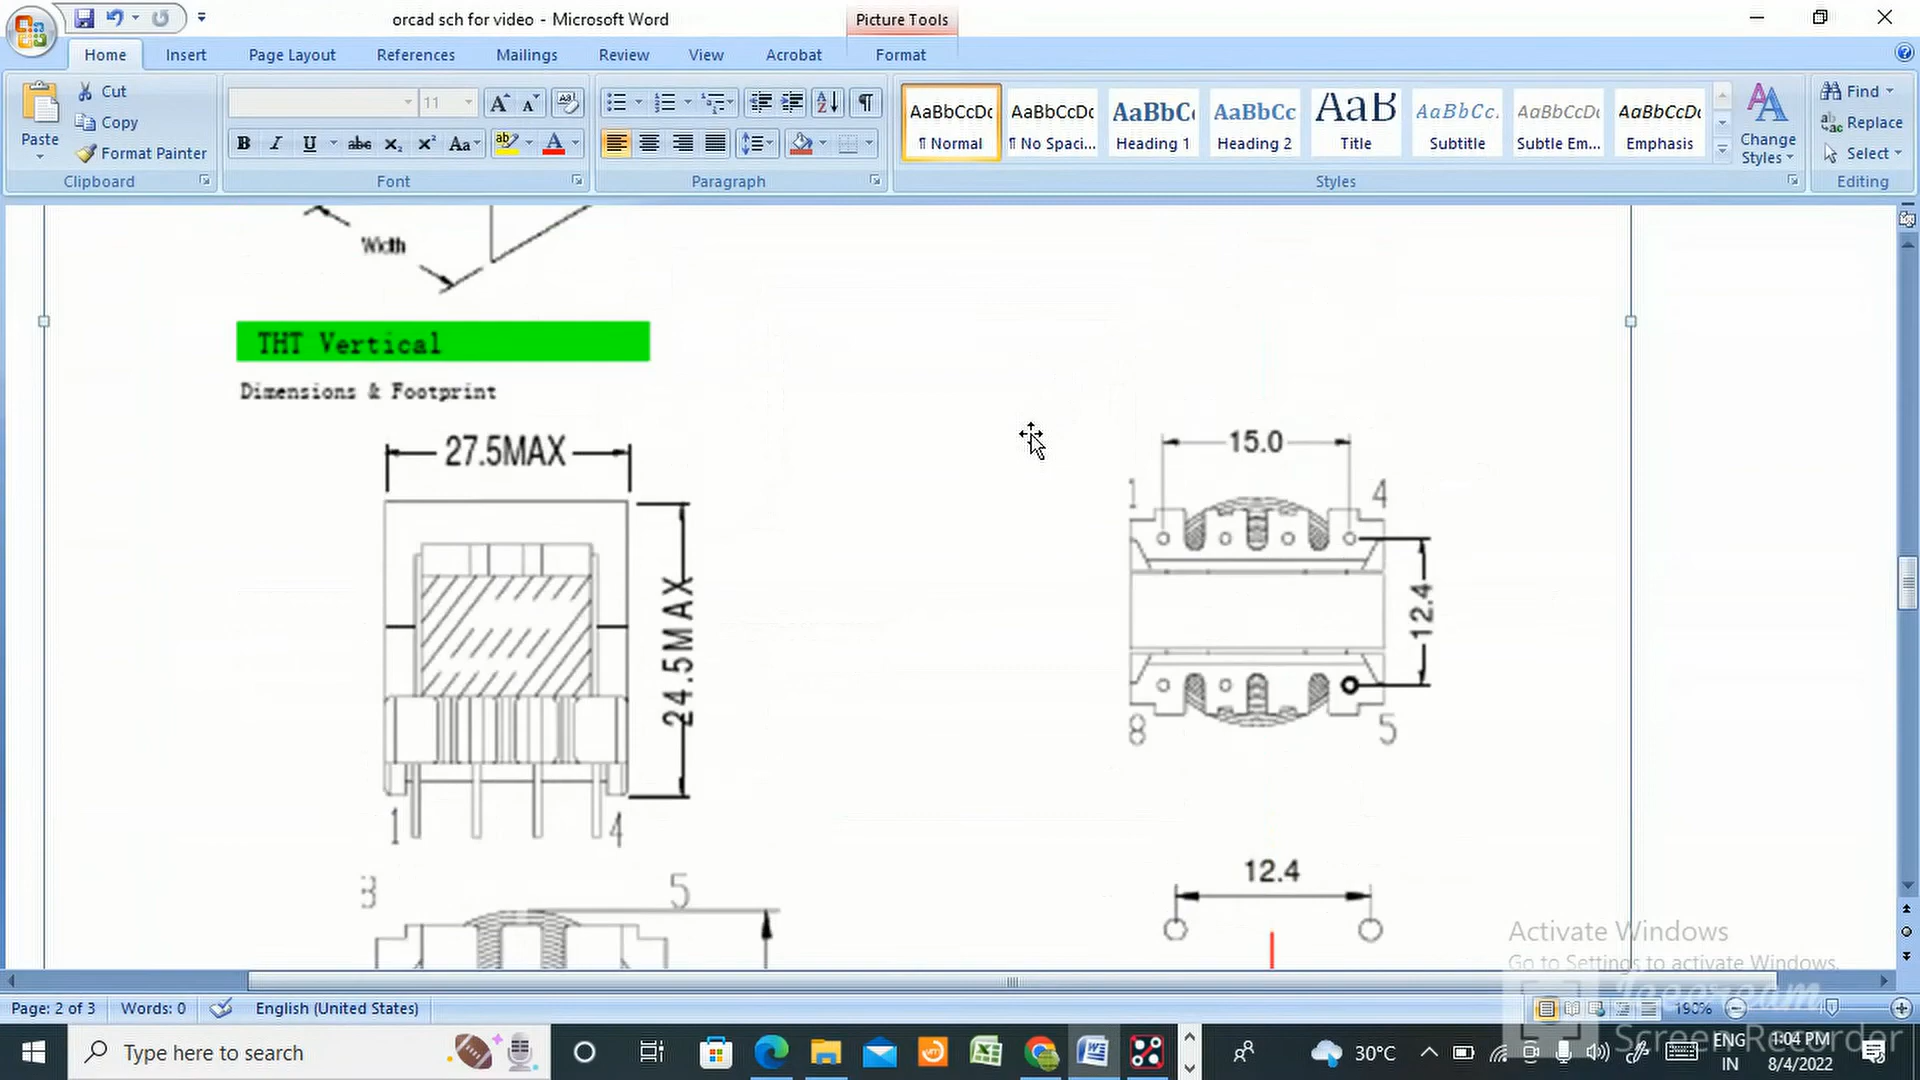 orcad sch for video - Microsoft Word
Picture Tools
Home
Insert
Page Layout
References
Mailings
Review
View
Acrobat
Format
Paste
Cut
Copy
Format Painter
Clipboard
11
Font
Paragraph
AaBbCcDc
¶ Normal
AaBbCcDc
¶ No Spaci...
AaBbC
Heading 1
AaBbCc
Heading 2
AaB
Title
AaBbCc.
Subtitle
AaBbCcDc
Subtle Em...
AaBbCcDc
Emphasis
Change
Styles
Styles
Find
Replace
Select
Editing
Width
THT Vertical
Dimensions & Footprint
27.5MAX
24.5MAX
1
4
15.0
1
4
12.4
8
5
5
12.4
Activate Windows
Go to Settings to activate Windows.
Icecream
Screen Recorder
Page: 2 of 3
Words: 0
English (United States)
190%
Type here to search
30°C
ENG
IN
1:04 PM
8/4/2022